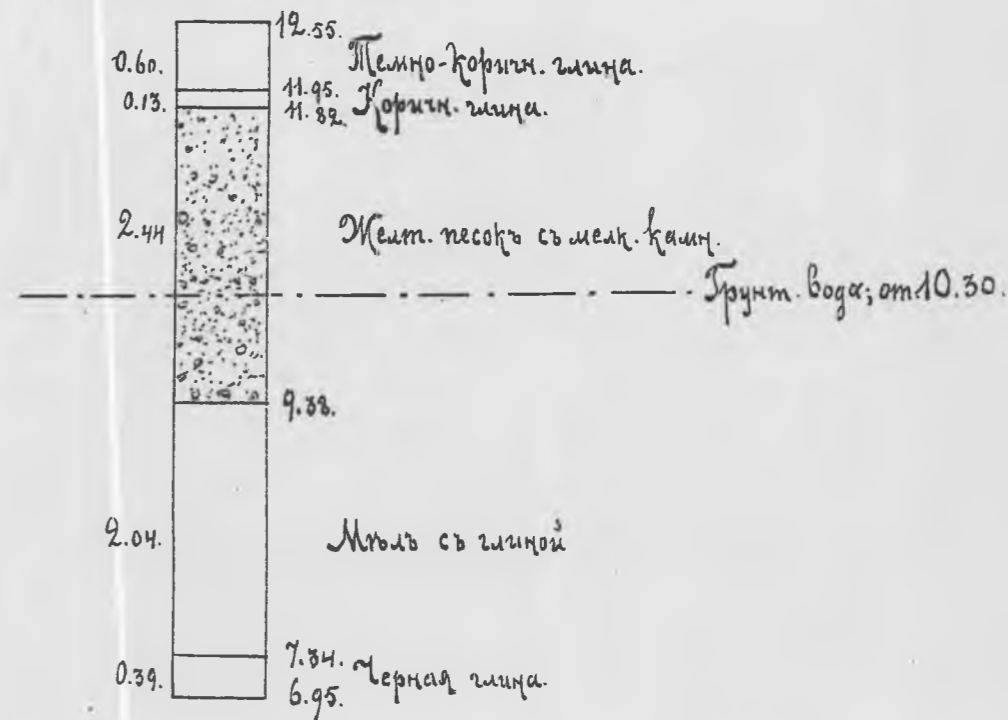 12.55.
0.60. Темно-коричн. глина.
11.95.
0.13. 11.82. Коричн. глина.
2.44 Желт. песокъ съ мелк. камн.
Грунт. вода; от 10.30.
9.38.
2.04. Мѣлъ съ глиной
7.34.
0.39. Черная глина.
6.95.